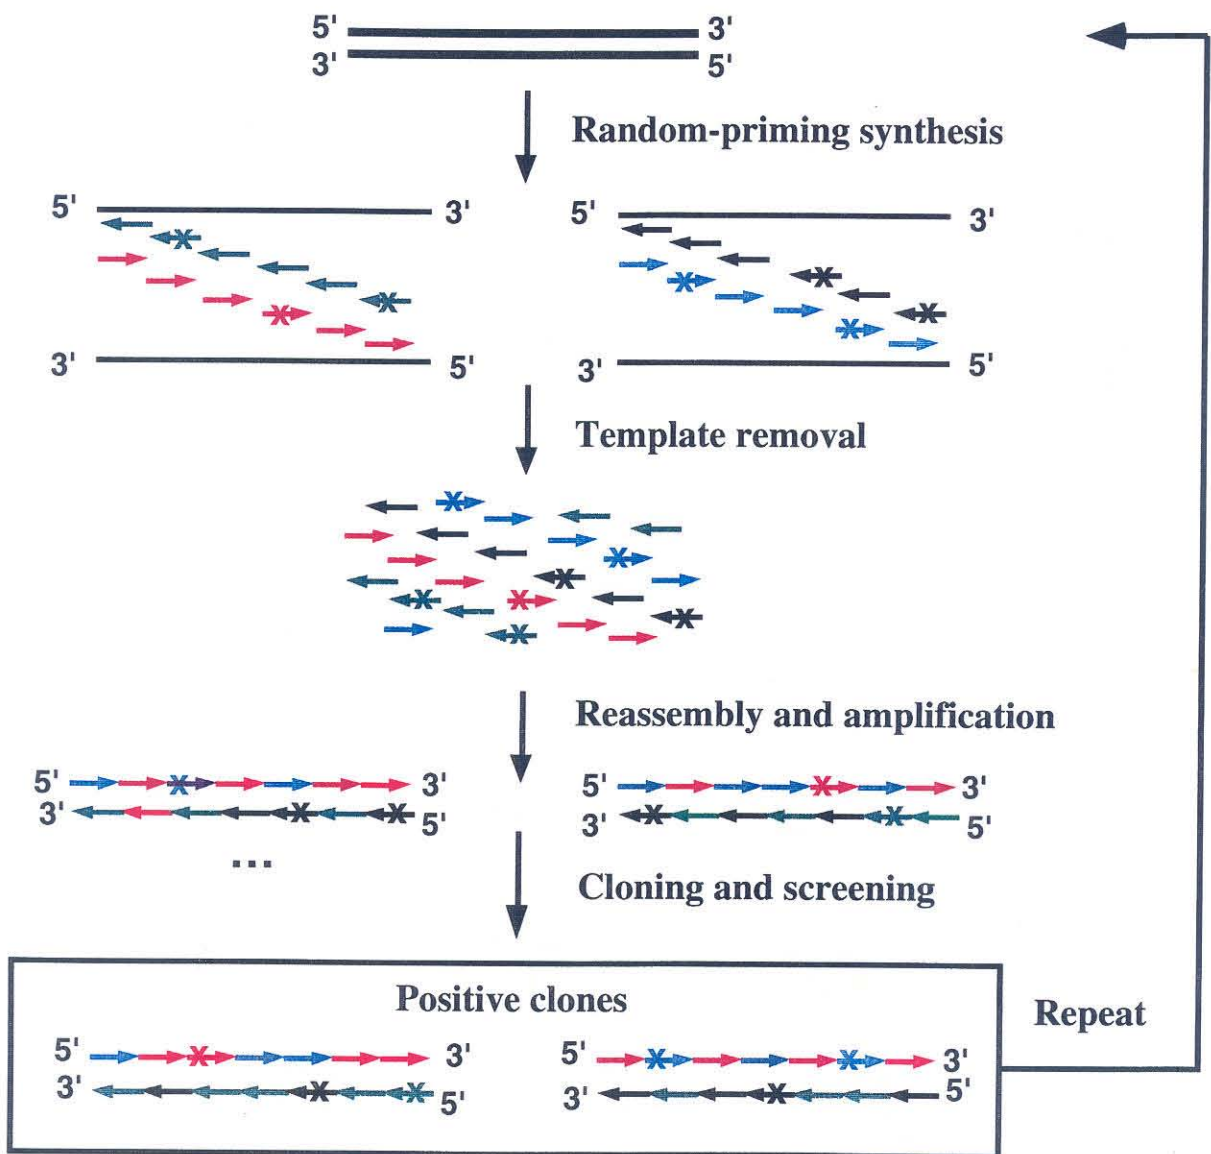 5' 3'
3' 5'
Random-priming synthesis
5' 3' 5' 3'
X X X X
X X X
3' 5' 3' 5'
Template removal
X
X
X
X X X
X
Reassembly and amplification
5' X 3' 5' X 3'
3' X X 5' 3' X X 5'
...
Cloning and screening
Positive clones
Repeat
5' X 3' 5' X X 3'
3' X X 5' 3' X 5'